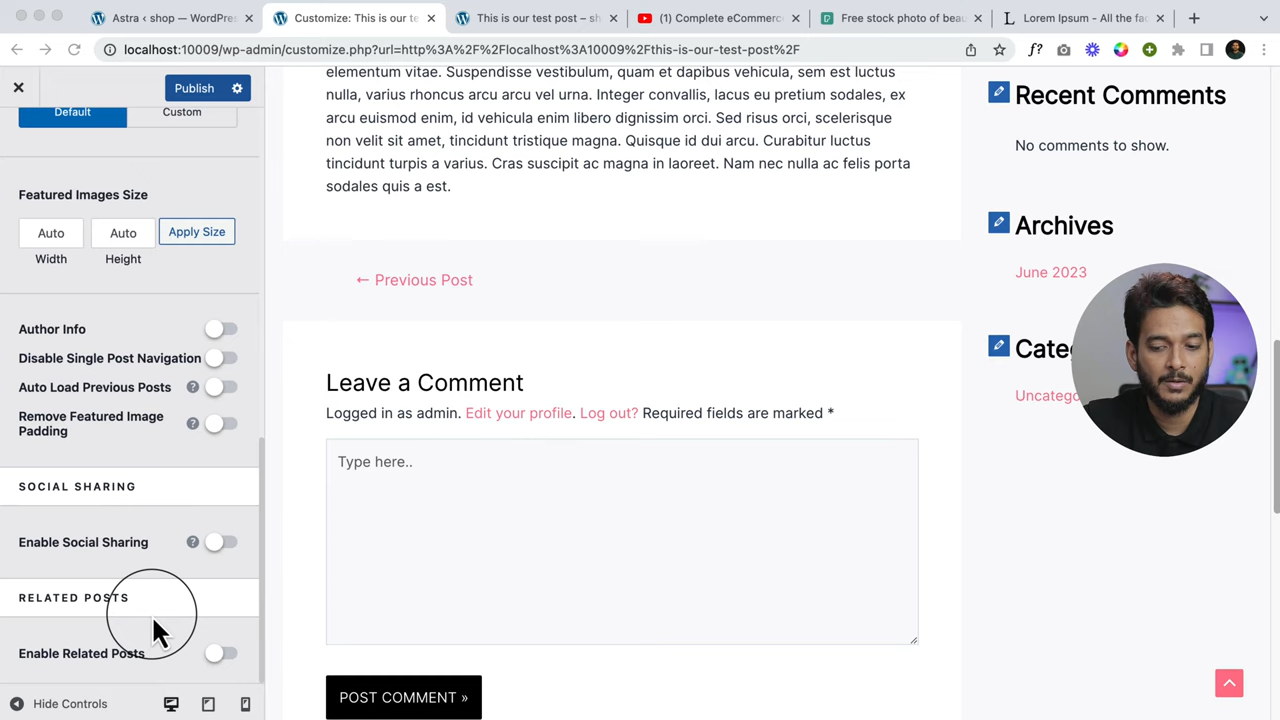 Astra ‹ shop — WordPres
Customize: This is our te
This is our test post – sh
(1) Complete eCommerc
Free stock photo of beau
Lorem Ipsum - All the fac
localhost:10009/wp-admin/customize.php?url=http%3A%2F%2Flocalhost%3A10009%2Fthis-is-our-test-post%2F
f?
Publish
Default
Custom
Featured Images Size
Auto
Auto
Apply Size
Width
Height
Author Info
Disable Single Post Navigation
Auto Load Previous Posts
Remove Featured Image
Padding
SOCIAL SHARING
Enable Social Sharing
RELATED POSTS
Enable Related Posts
Hide Controls
elementum vitae. Suspendisse vestibulum, quam et dapibus vehicula, sem est luctus
nulla, varius rhoncus arcu arcu vel urna. Integer convallis, lacus eu pretium sodales, ex
arcu euismod enim, id vehicula enim libero dignissim orci. Sed risus orci, scelerisque
non velit sit amet, tincidunt tristique magna. Quisque id dui arcu. Curabitur luctus
tincidunt turpis a varius. Cras suscipit ac magna in laoreet. Nam nec nulla ac felis porta
sodales quis a est.
← Previous Post
Leave a Comment
Logged in as admin. Edit your profile. Log out? Required fields are marked *
Type here..
POST COMMENT »
Recent Comments
No comments to show.
Archives
June 2023
Cate
Uncatego